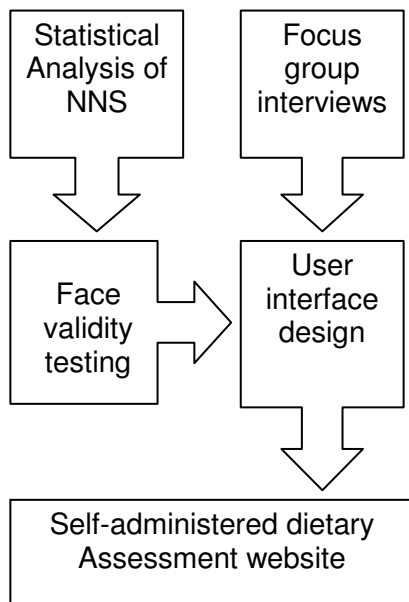 Statistical
Analysis of
NNS
Focus
group
interviews
Face
validity
testing
User
interface
design
Self-administered dietary
Assessment website